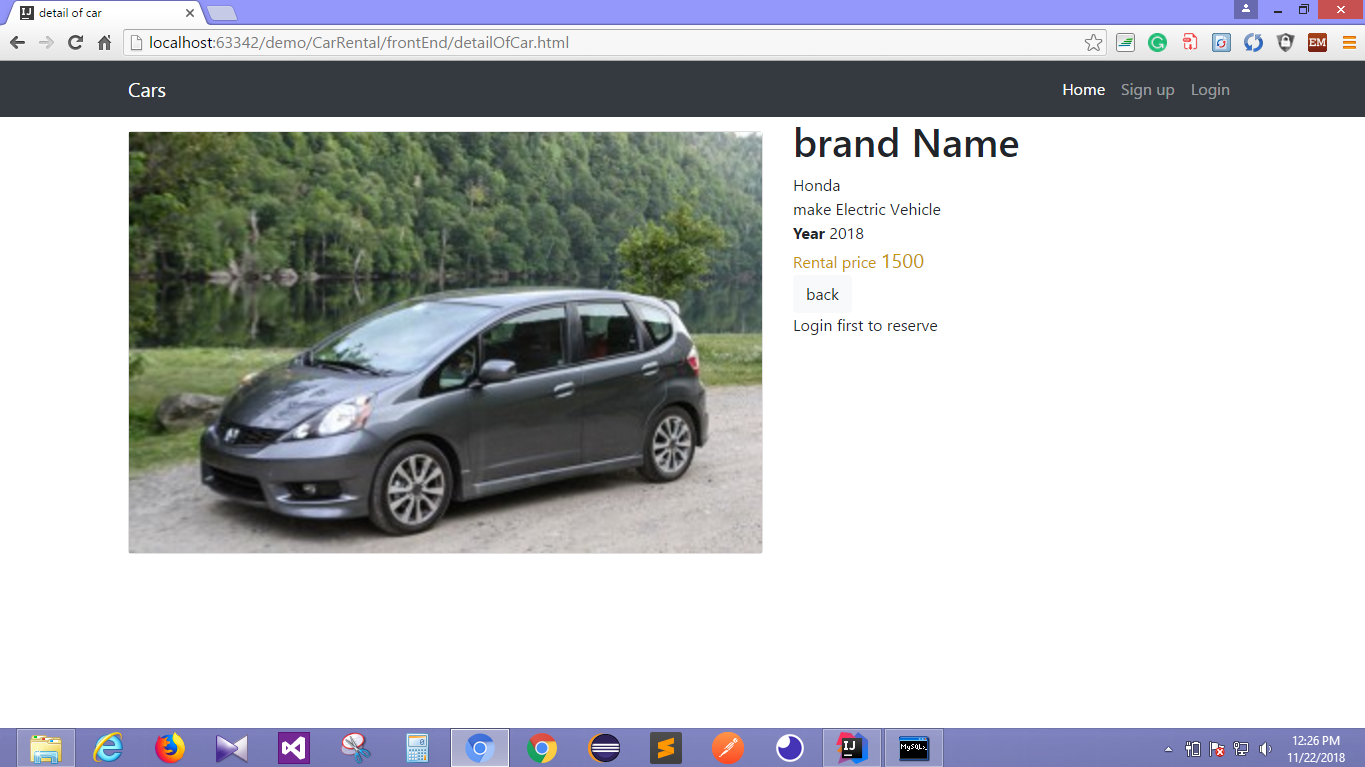 detail of car
localhost:63342/demo/CarRental/frontEnd/detailOfCar.html
EM
Cars
Home Sign up Login
brand Name
Honda
make Electric Vehicle
Year 2018
Rental price 1500
back
Login first to reserve
IJ
MySQL
12:26 PM
11/22/2018